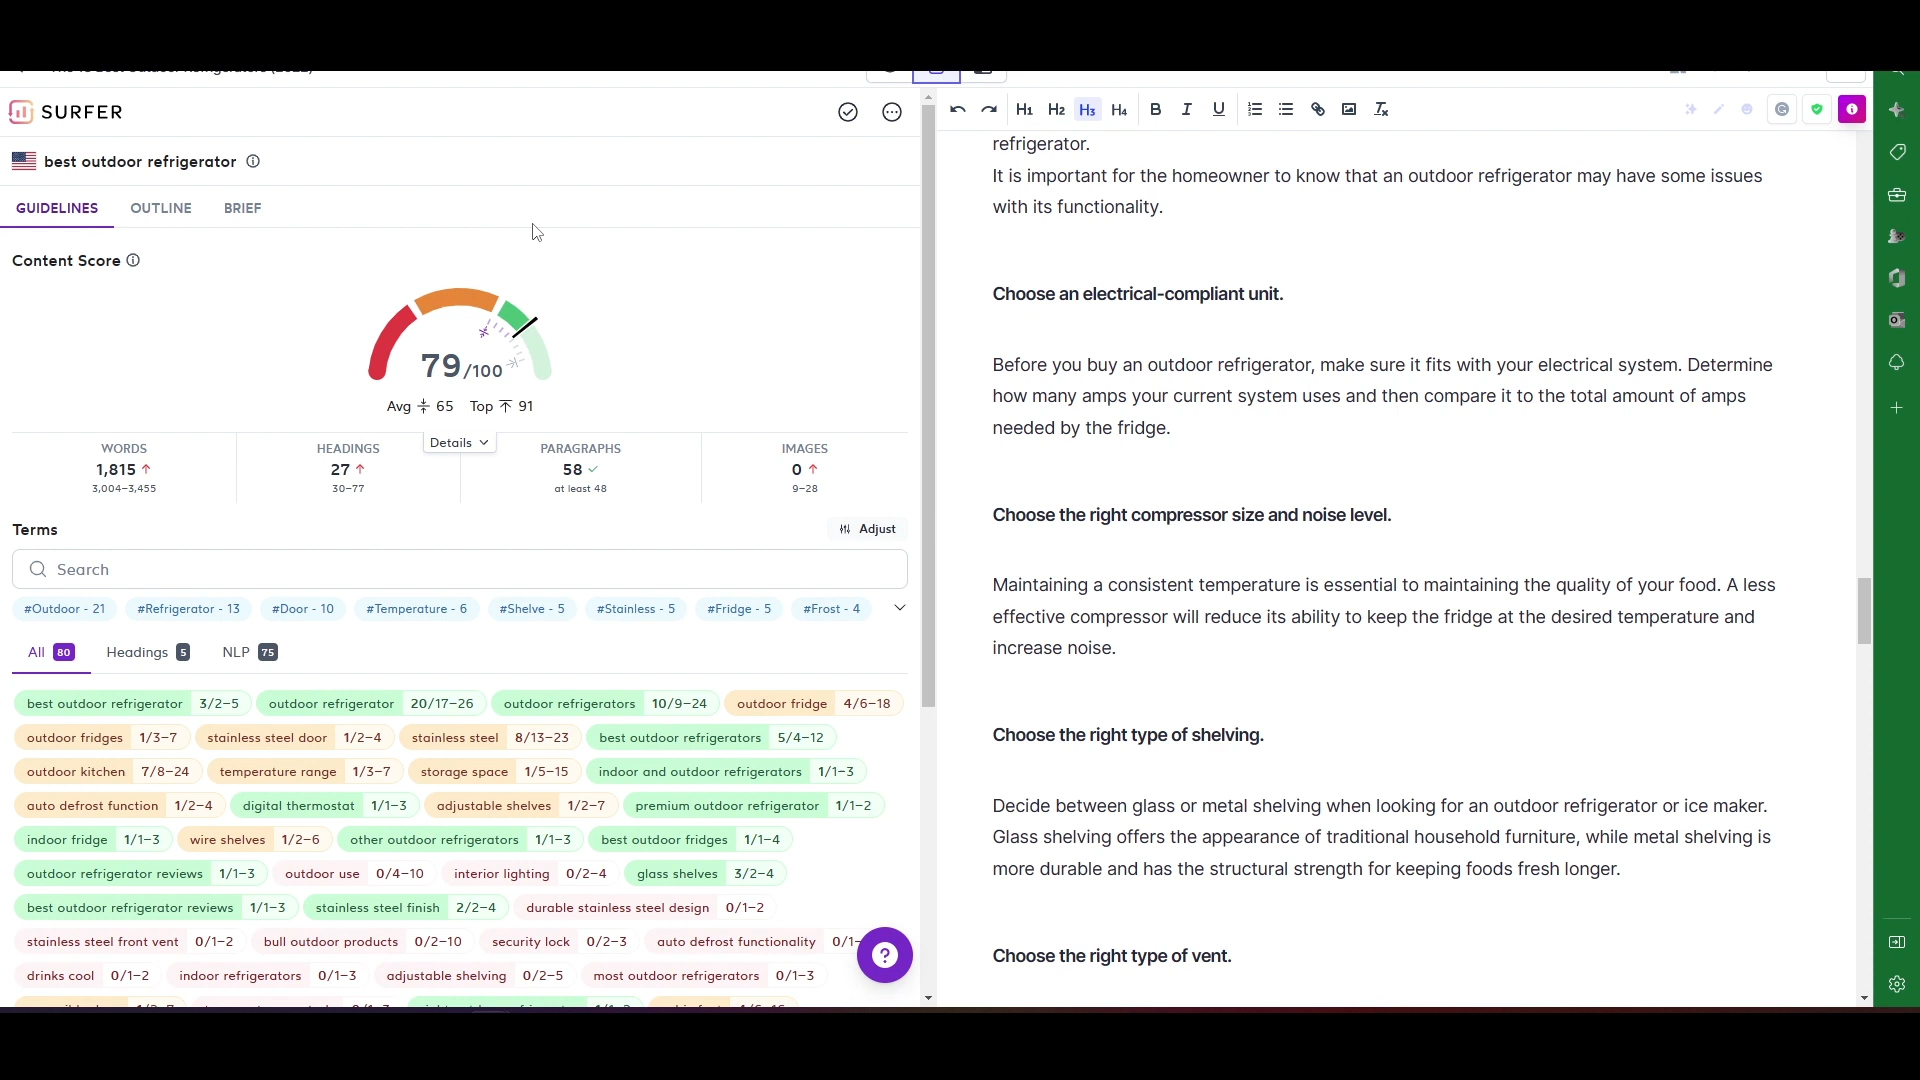 SURFER
best outdoor refrigerator
GUIDELINES OUTLINE BRIEF
Content Score
79/100
Avg 65 Top 91
Details
WORDS HEADINGS PARAGRAPHS IMAGES
1,815 27 58 0
3,004–3,455 30–77 at least 48 9–28
Terms Adjust
Search
#Outdoor - 21 #Refrigerator - 13 #Door - 10 #Temperature - 6 #Shelve - 5 #Stainless - 5 #Fridge - 5 #Frost - 4
All 80 Headings 5 NLP 75
best outdoor refrigerator 3/2–5 outdoor refrigerator 20/17–26 outdoor refrigerators 10/9–24 outdoor fridge 4/6–18
outdoor fridges 1/3–7 stainless steel door 1/2–4 stainless steel 8/13–23 best outdoor refrigerators 5/4–12
outdoor kitchen 7/8–24 temperature range 1/3–7 storage space 1/5–15 indoor and outdoor refrigerators 1/1–3
auto defrost function 1/2–4 digital thermostat 1/1–3 adjustable shelves 1/2–7 premium outdoor refrigerator 1/1–2
indoor fridge 1/1–3 wire shelves 1/2–6 other outdoor refrigerators 1/1–3 best outdoor fridges 1/1–4
outdoor refrigerator reviews 1/1–3 outdoor use 0/4–10 interior lighting 0/2–4 glass shelves 3/2–4
best outdoor refrigerator reviews 1/1–3 stainless steel finish 2/2–4 durable stainless steel design 0/1–2
stainless steel front vent 0/1–2 bull outdoor products 0/2–10 security lock 0/2–3 auto defrost functionality 0/1–
drinks cool 0/1–2 indoor refrigerators 0/1–3 adjustable shelving 0/2–5 most outdoor refrigerators 0/1–3
?
H1 H2 H3 H4 B I U
refrigerator.
It is important for the homeowner to know that an outdoor refrigerator may have some issues
with its functionality.
Choose an electrical-compliant unit.
Before you buy an outdoor refrigerator, make sure it fits with your electrical system. Determine
how many amps your current system uses and then compare it to the total amount of amps
needed by the fridge.
Choose the right compressor size and noise level.
Maintaining a consistent temperature is essential to maintaining the quality of your food. A less
effective compressor will reduce its ability to keep the fridge at the desired temperature and
increase noise.
Choose the right type of shelving.
Decide between glass or metal shelving when looking for an outdoor refrigerator or ice maker.
Glass shelving offers the appearance of traditional household furniture, while metal shelving is
more durable and has the structural strength for keeping foods fresh longer.
Choose the right type of vent.